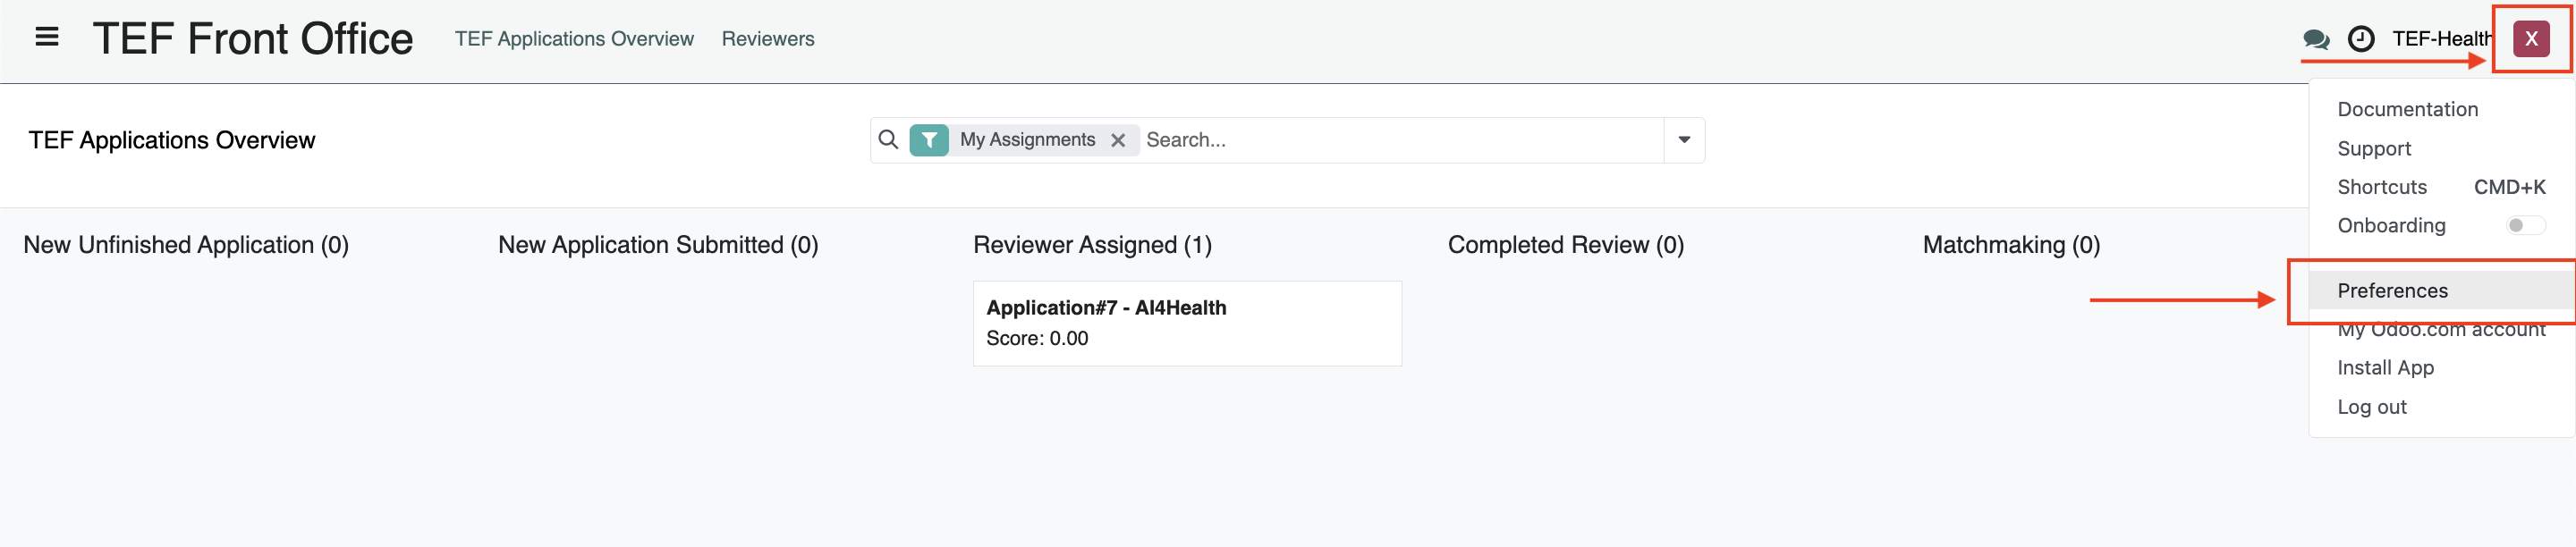 TEF Front Office TEF Applications Overview Reviewers TEF-Health X
TEF Applications Overview
My Assignments Search...
Documentation
Support
Shortcuts CMD+K
Onboarding
Preferences
My Odoo.com account
Install App
Log out
New Unfinished Application (0) New Application Submitted (0) Reviewer Assigned (1) Completed Review (0) Matchmaking (0)
Application#7 - AI4Health
Score: 0.00